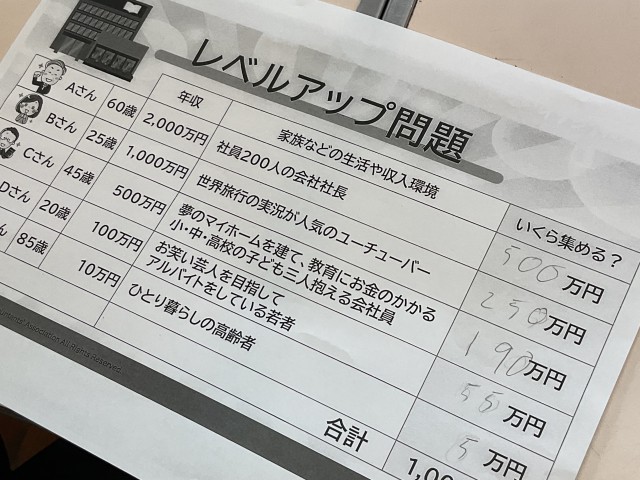 レベルアップ問題
年収
家族などの生活や収入環境
いくら集める？
Aさん 60歳 2,000万円 社員200人の会社社長 500万円
Bさん 25歳 1,000万円 世界旅行の実況が人気のユーチューバー 250万円
Cさん 45歳 500万円 夢のマイホームを建て、教育にお金のかかる
小・中・高校の子ども三人抱える会社員 190万円
Dさん 20歳 100万円 お笑い芸人を目指して
アルバイトをしている若者 55万円
ん 85歳 10万円 ひとり暮らしの高齢者 5万円
合計 1,00
Association All Rights Reserved